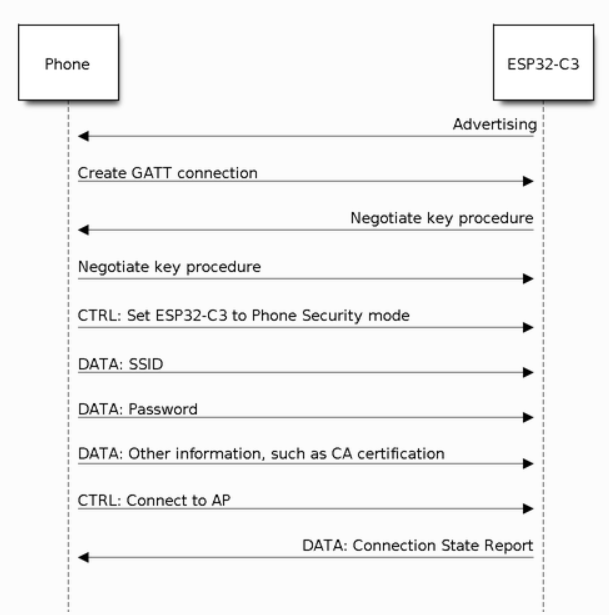 Phone
ESP32-C3
Advertising
Create GATT connection
Negotiate key procedure
Negotiate key procedure
CTRL: Set ESP32-C3 to Phone Security mode
DATA: SSID
DATA: Password
DATA: Other information, such as CA certification
CTRL: Connect to AP
DATA: Connection State Report